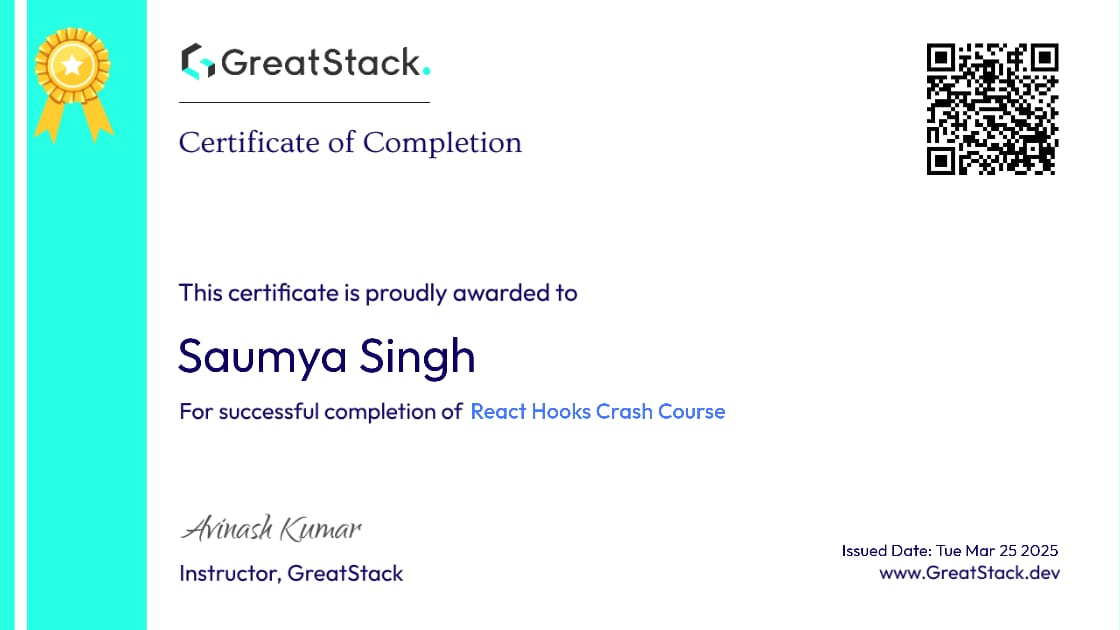 GreatStack.
Certificate of Completion
This certificate is proudly awarded to
Saumya Singh
For successful completion of React Hooks Crash Course
Avinash Kumar
Instructor, GreatStack
Issued Date: Tue Mar 25 2025
www.GreatStack.dev